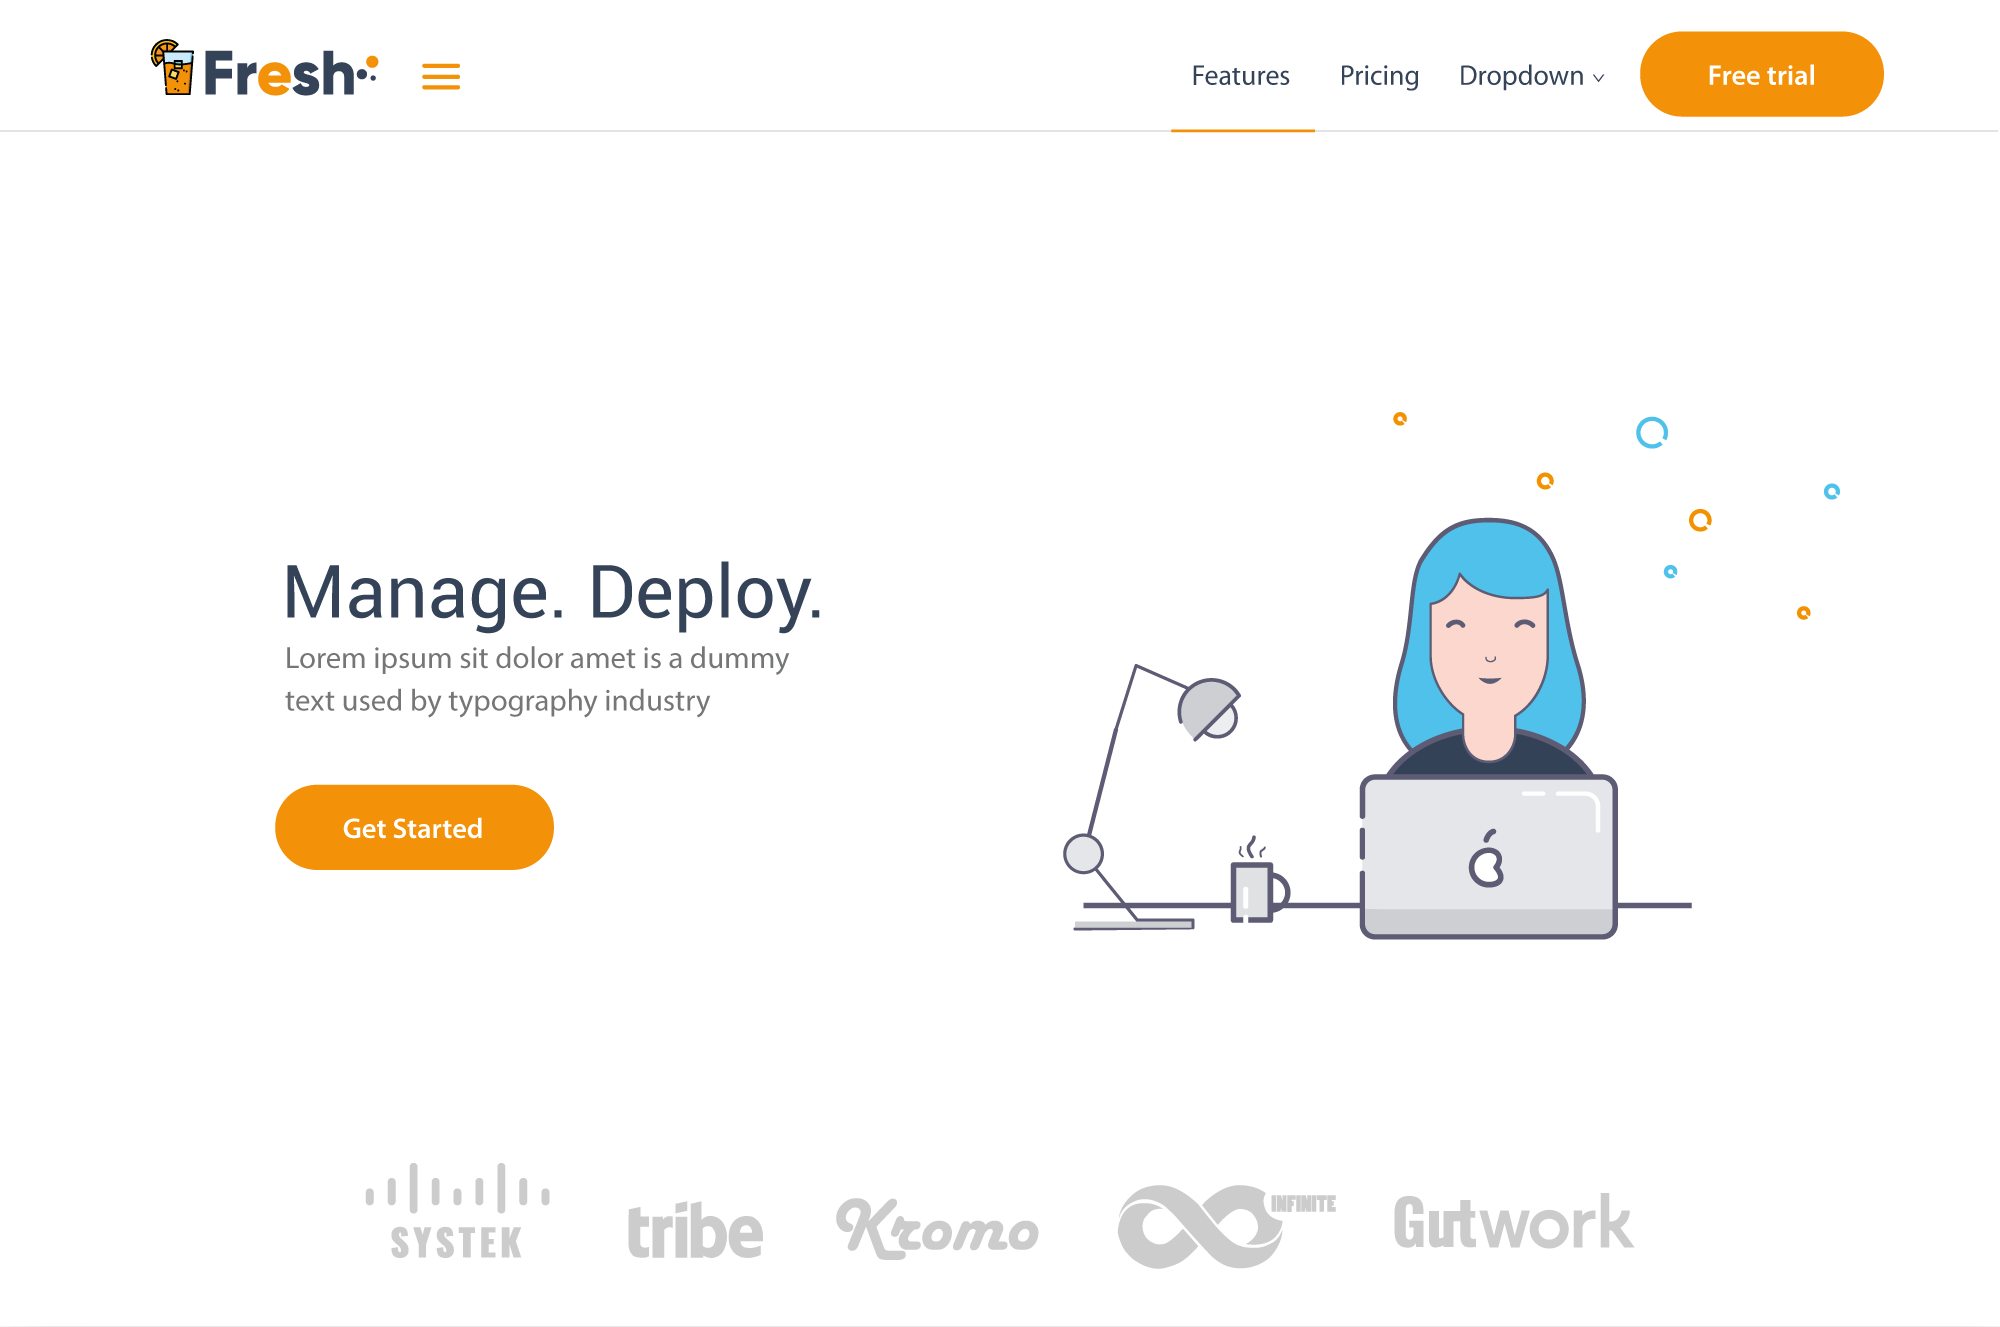 Fresh
Features
Pricing
Dropdown
Free trial
Manage. Deploy.
Lorem ipsum sit dolor amet is a dummy
text used by typography industry
Get Started
SYSTEK
tribe
Kromo
INFINITE
Gutwork